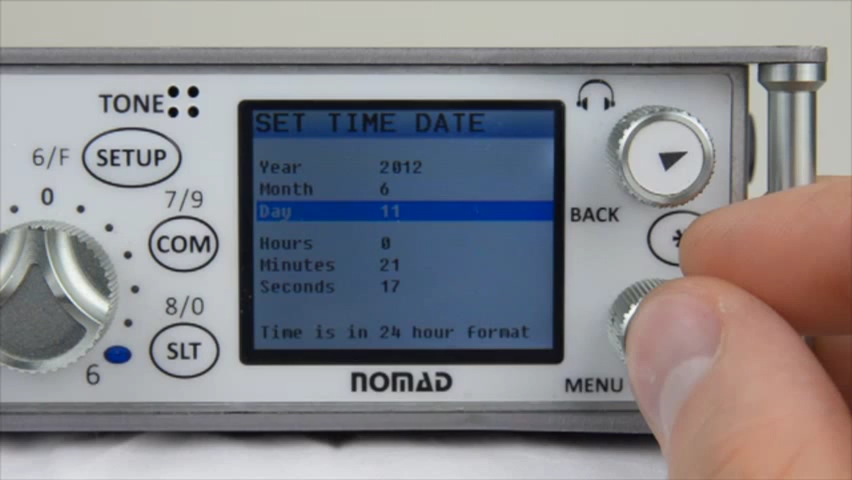 TONE
6/F
SETUP
0
7/9
COM
8/0
SLT
6
SET TIME DATE
Year 2012
Month 6
Day 11
Hours 0
Minutes 21
Seconds 17
Time is in 24 hour format
NOMAD
BACK
*
MENU